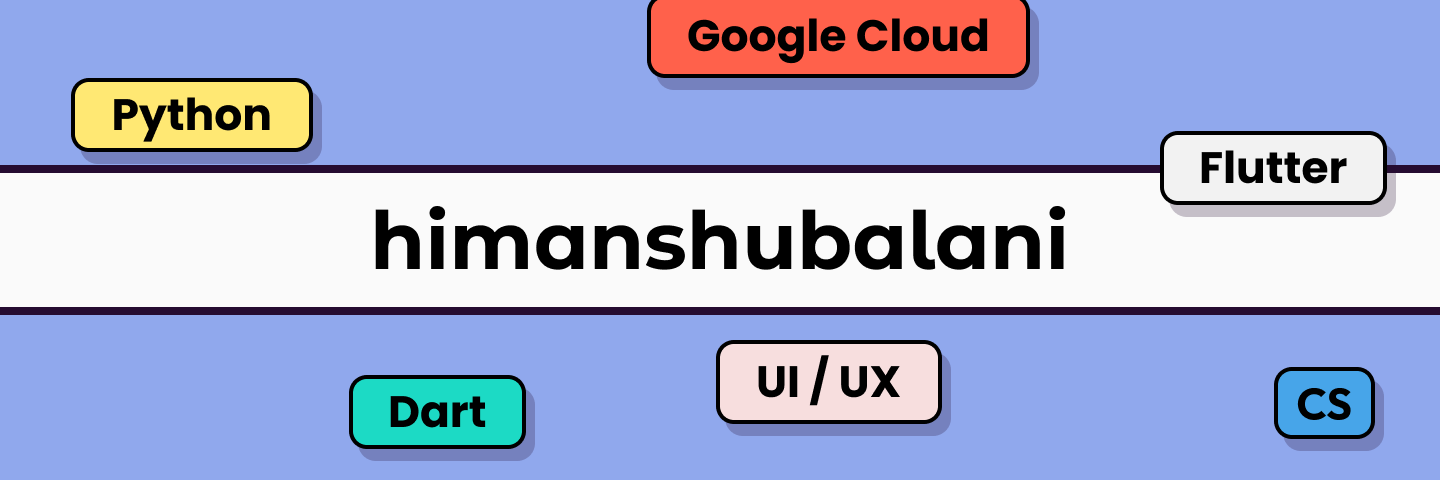 Google Cloud
Python
Flutter
himanshubalani
UI / UX
Dart
CS